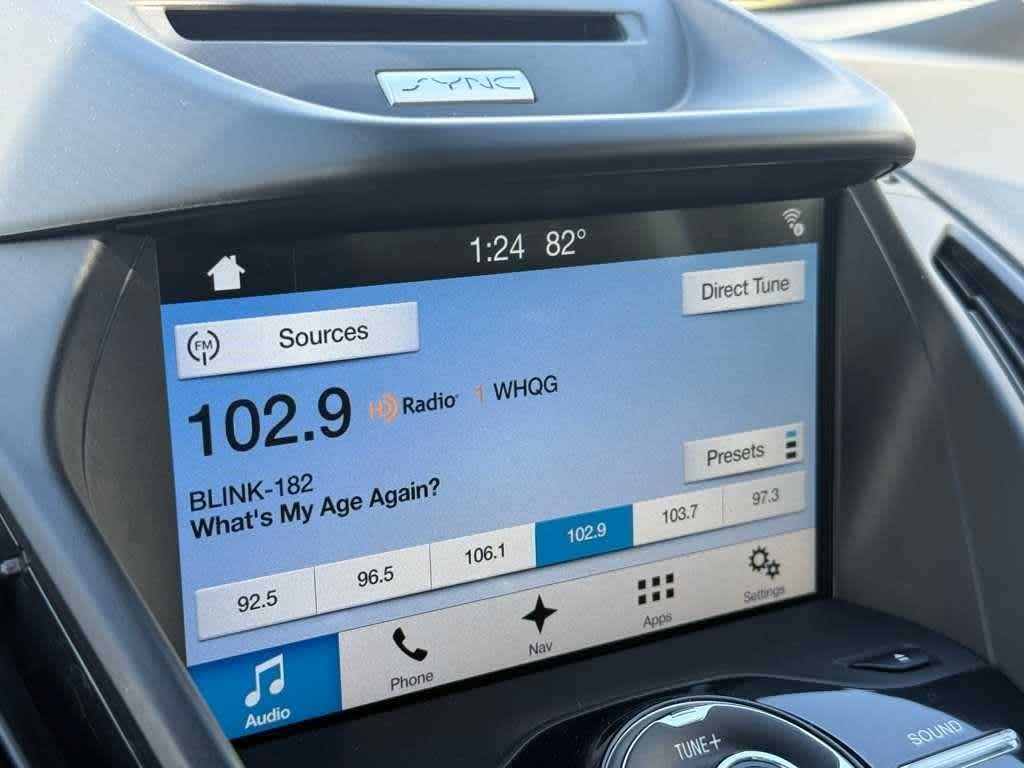 SYNC
1:24 82°
FM Sources
Direct Tune
102.9 HD Radio 1 WHQG
Presets
BLINK-182
What's My Age Again?
92.5 96.5 106.1 102.9 103.7 97.3
Audio Phone Nav Apps Settings
TUNE+
SOUND